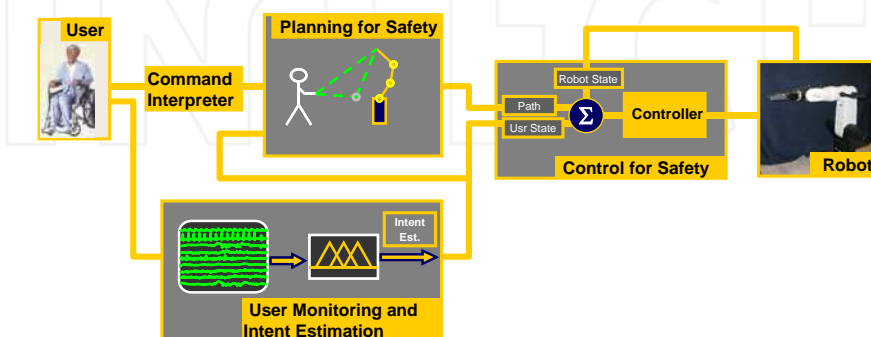 User
Planning for Safety
Command
Interpreter
Robot State
Path
Σ
Controller
Usr State
Control for Safety
Robot
Intent
Est.
User Monitoring and
Intent Estimation